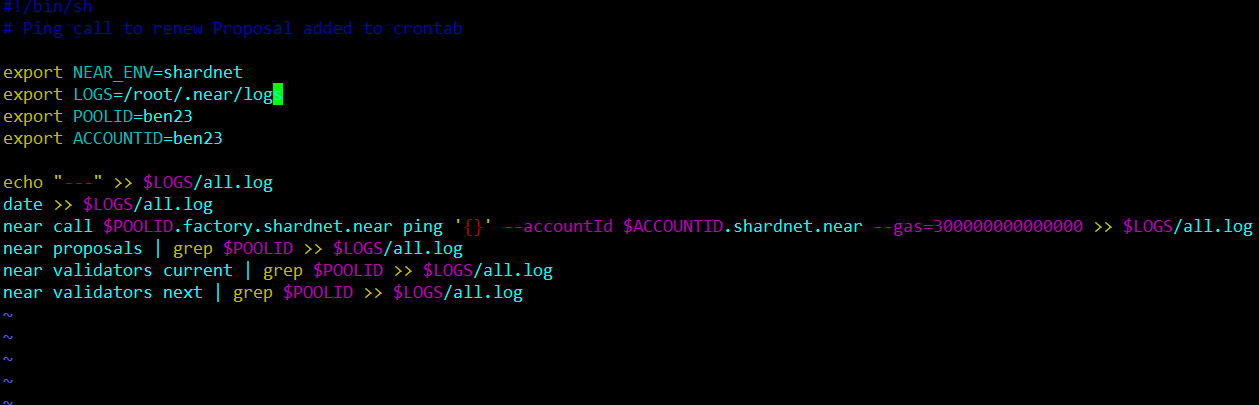 #!/bin/sh
# Ping call to renew Proposal added to crontab
export NEAR_ENV=shardnet
export LOGS=/root/.near/logs
export POOLID=ben23
export ACCOUNTID=ben23
echo "---" >> $LOGS/all.log
date >> $LOGS/all.log
near call $POOLID.factory.shardnet.near ping '{}' --accountId $ACCOUNTID.shardnet.near --gas=300000000000000 >> $LOGS/all.log
near proposals | grep $POOLID >> $LOGS/all.log
near validators current | grep $POOLID >> $LOGS/all.log
near validators next | grep $POOLID >> $LOGS/all.log
~
~
~
~
~